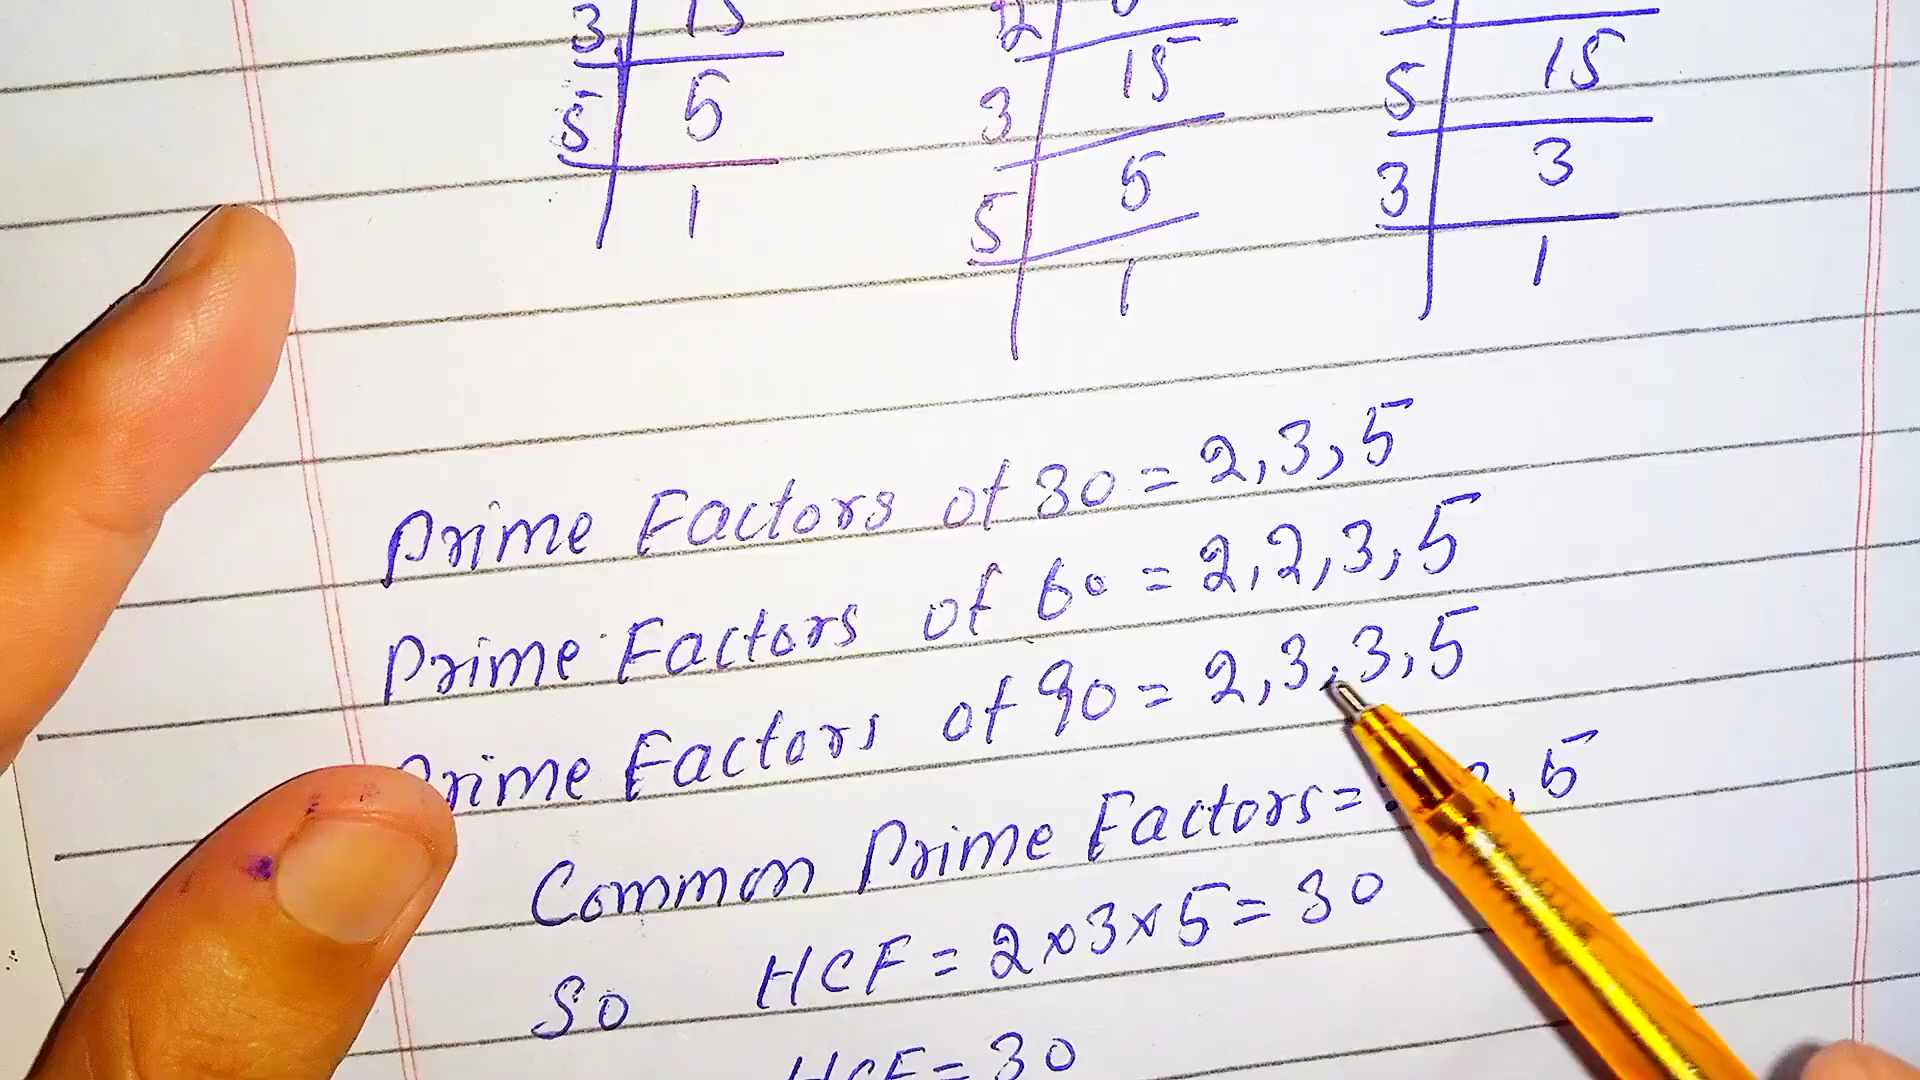 3 15 2 
5 5 3 15 5 15
1 5 5 3 3
1 1
Prime Factors of 30 = 2, 3, 5
Prime Factors of 60 = 2, 2, 3, 5
Prime Factors of 90 = 2, 3, 3, 5
Common Prime Factors = 5
So HCF = 2 × 3 × 5 = 30
HCF = 30